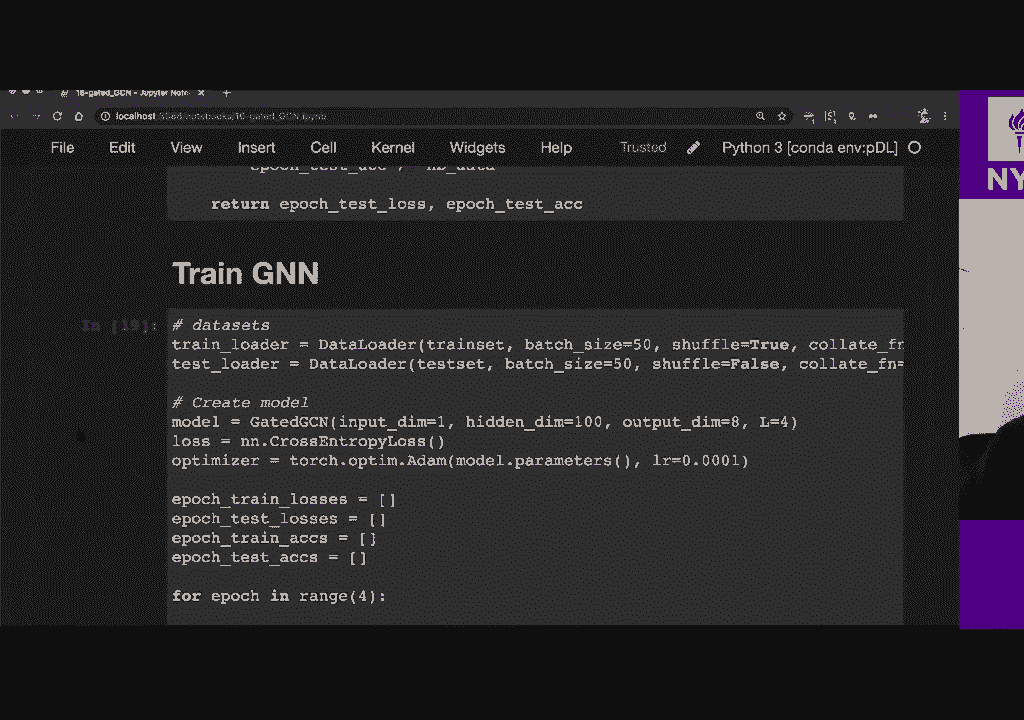 16-gated_GCN - Jupyter Note
localhost:8888/notebooks/16-gated_GCN.ipynb
File Edit View Insert Cell Kernel Widgets Help Trusted Python 3 [conda env:pDL]
return epoch_test_loss, epoch_test_acc
Train GNN
In [19]:
# datasets
train_loader = DataLoader(trainset, batch_size=50, shuffle=True, collate_fn
test_loader = DataLoader(testset, batch_size=50, shuffle=False, collate_fn=
# Create model
model = GatedGCN(input_dim=1, hidden_dim=100, output_dim=8, L=4)
loss = nn.CrossEntropyLoss()
optimizer = torch.optim.Adam(model.parameters(), lr=0.0001)
epoch_train_losses = []
epoch_test_losses = []
epoch_train_accs = []
epoch_test_accs = []
for epoch in range(4):
NY